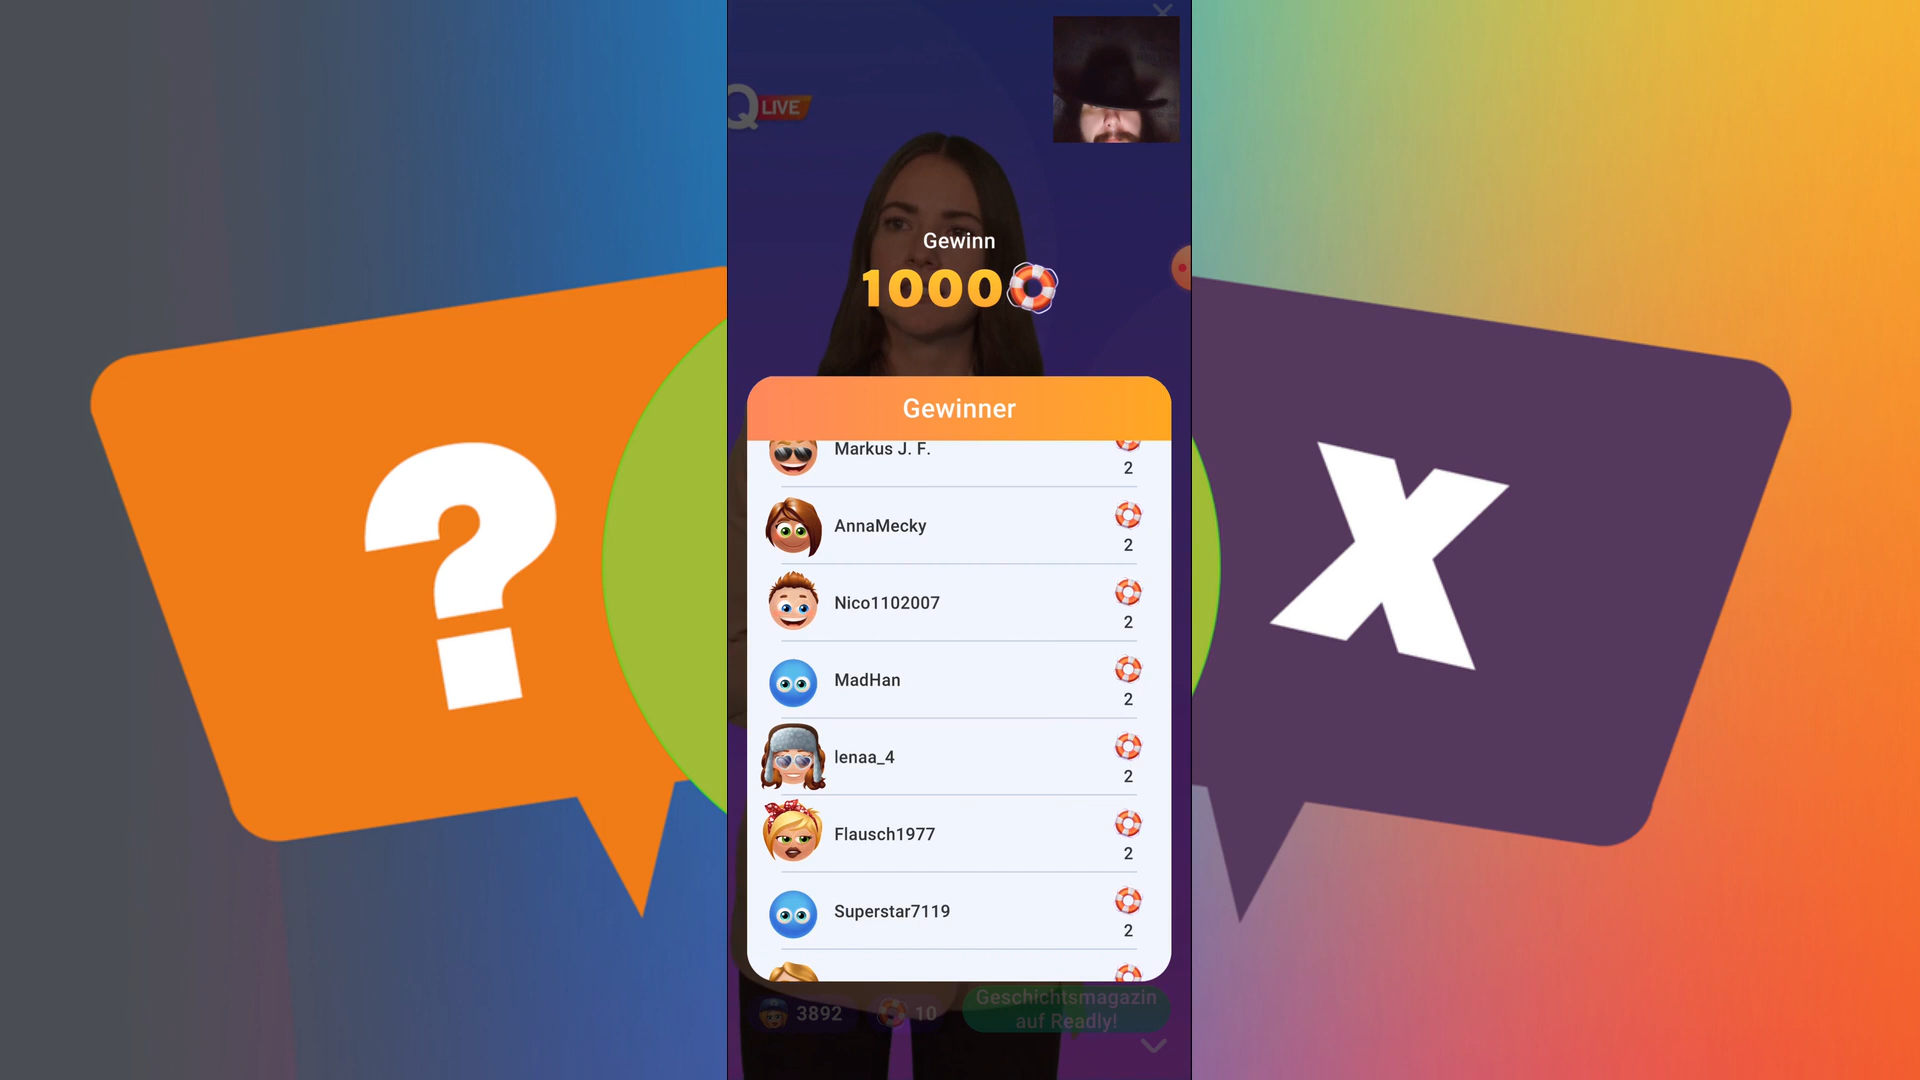 ?
X
Q LIVE
Gewinn
1000
Gewinner
Markus J. F.
2
AnnaMecky
2
Nico1102007
2
MadHan
2
lenaa_4
2
Flausch1977
2
Superstar7119
2
3892
10
Geschichtsmagazin
auf Readly!